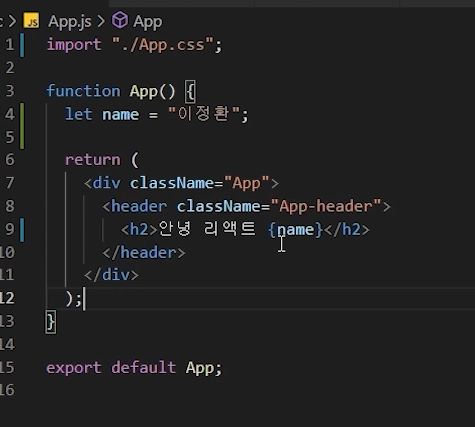 c > JS App.js > App
1 import "./App.css";
2
3 function App() {
4 let name = "이정환";
5
6 return (
7 <div className="App">
8 <header className="App-header">
9 <h2>안녕 리액트 {name}</h2>
10 </header>
11 </div>
12 );
13 }
14
15 export default App;
16